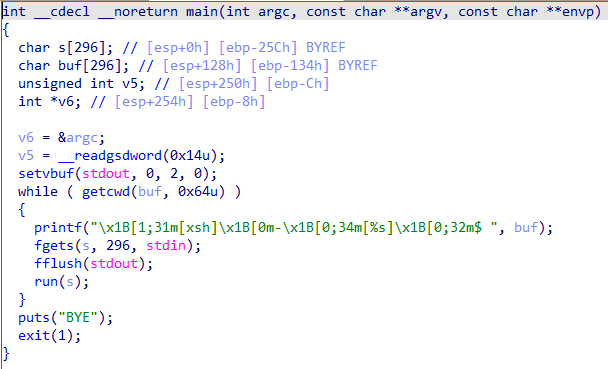 int __cdecl __noreturn main(int argc, const char **argv, const char **envp)
{
  char s[296]; // [esp+0h] [ebp-25Ch] BYREF
  char buf[296]; // [esp+128h] [ebp-134h] BYREF
  unsigned int v5; // [esp+250h] [ebp-Ch]
  int *v6; // [esp+254h] [ebp-8h]

  v6 = &argc;
  v5 = __readgsdword(0x14u);
  setvbuf(stdout, 0, 2, 0);
  while ( getcwd(buf, 0x64u) )
  {
    printf("\x1B[1;31m[xsh]\x1B[0m-\x1B[0;34m[%s]\x1B[0;32m$ ", buf);
    fgets(s, 296, stdin);
    fflush(stdout);
    run(s);
  }
  puts("BYE");
  exit(1);
}